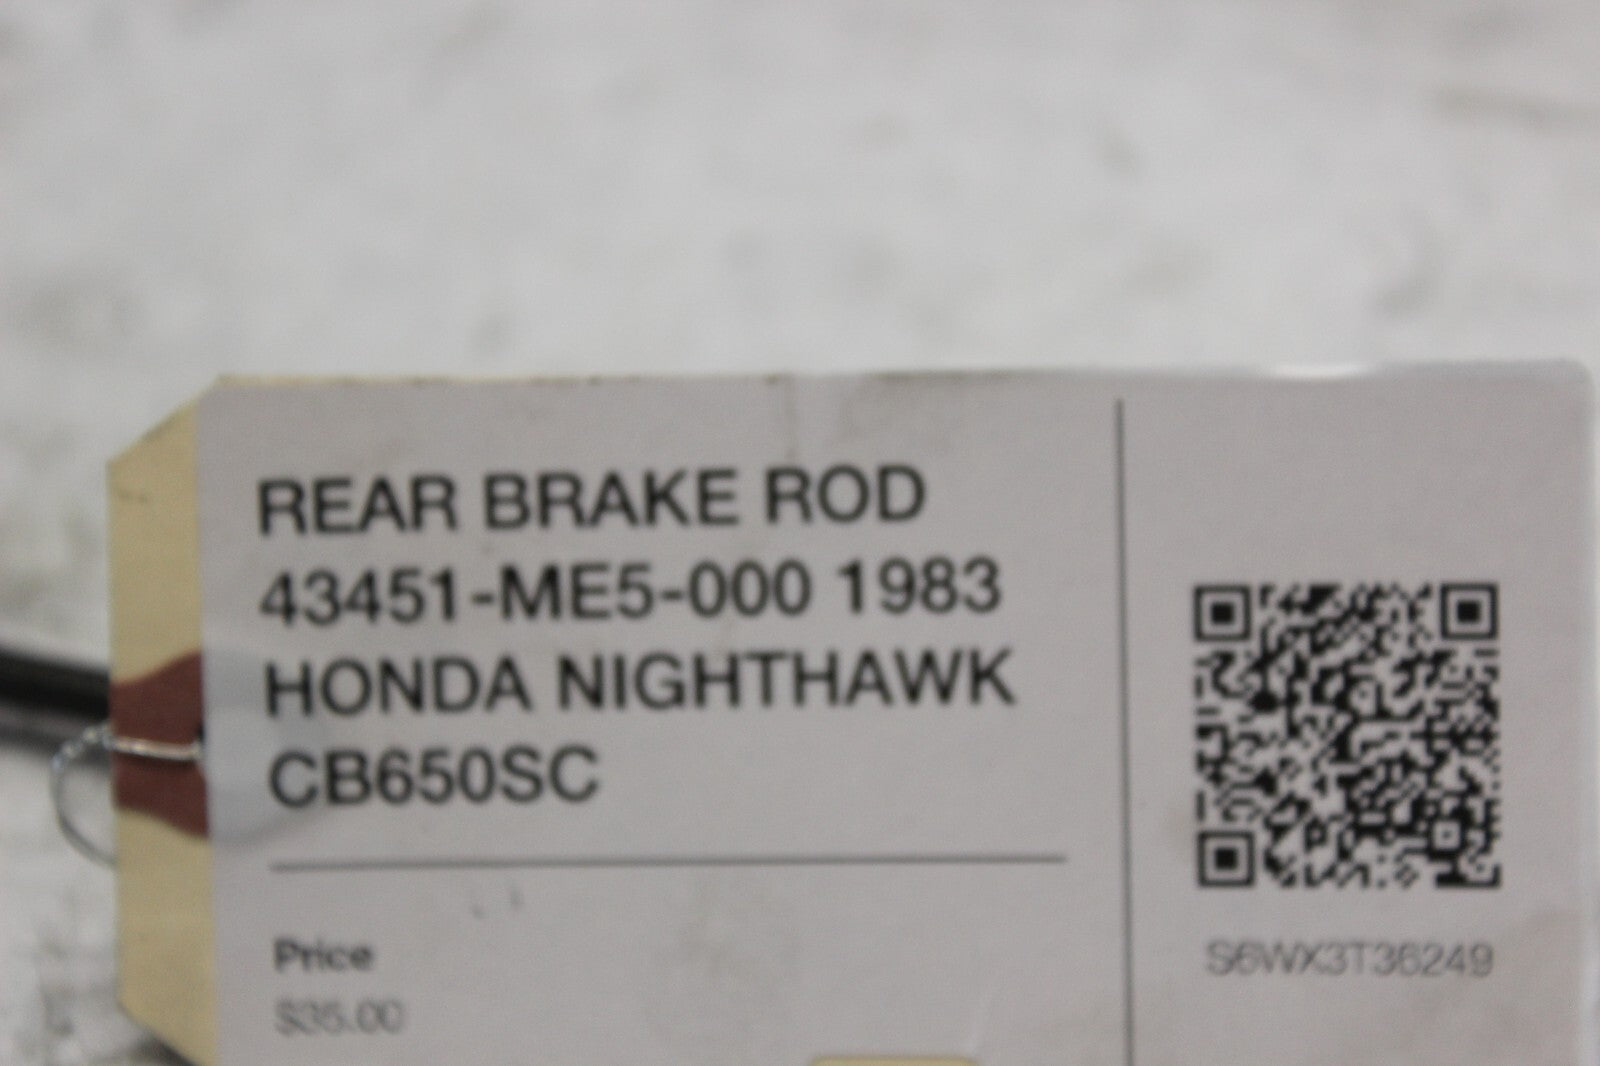 REAR BRAKE ROD
43451-ME5-000 1983
HONDA NIGHTHAWK
CB650SC
Price
$35.00
S6WX3T36249